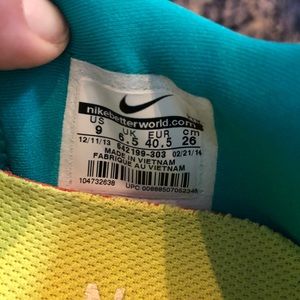 nikebetterworld.com
US UK EUR cm
9 6.5 40.5 26
12/11/13 642199-303 02/21/14
MADE IN VIETNAM
FABRIQUE AU VIETNAM
104732638